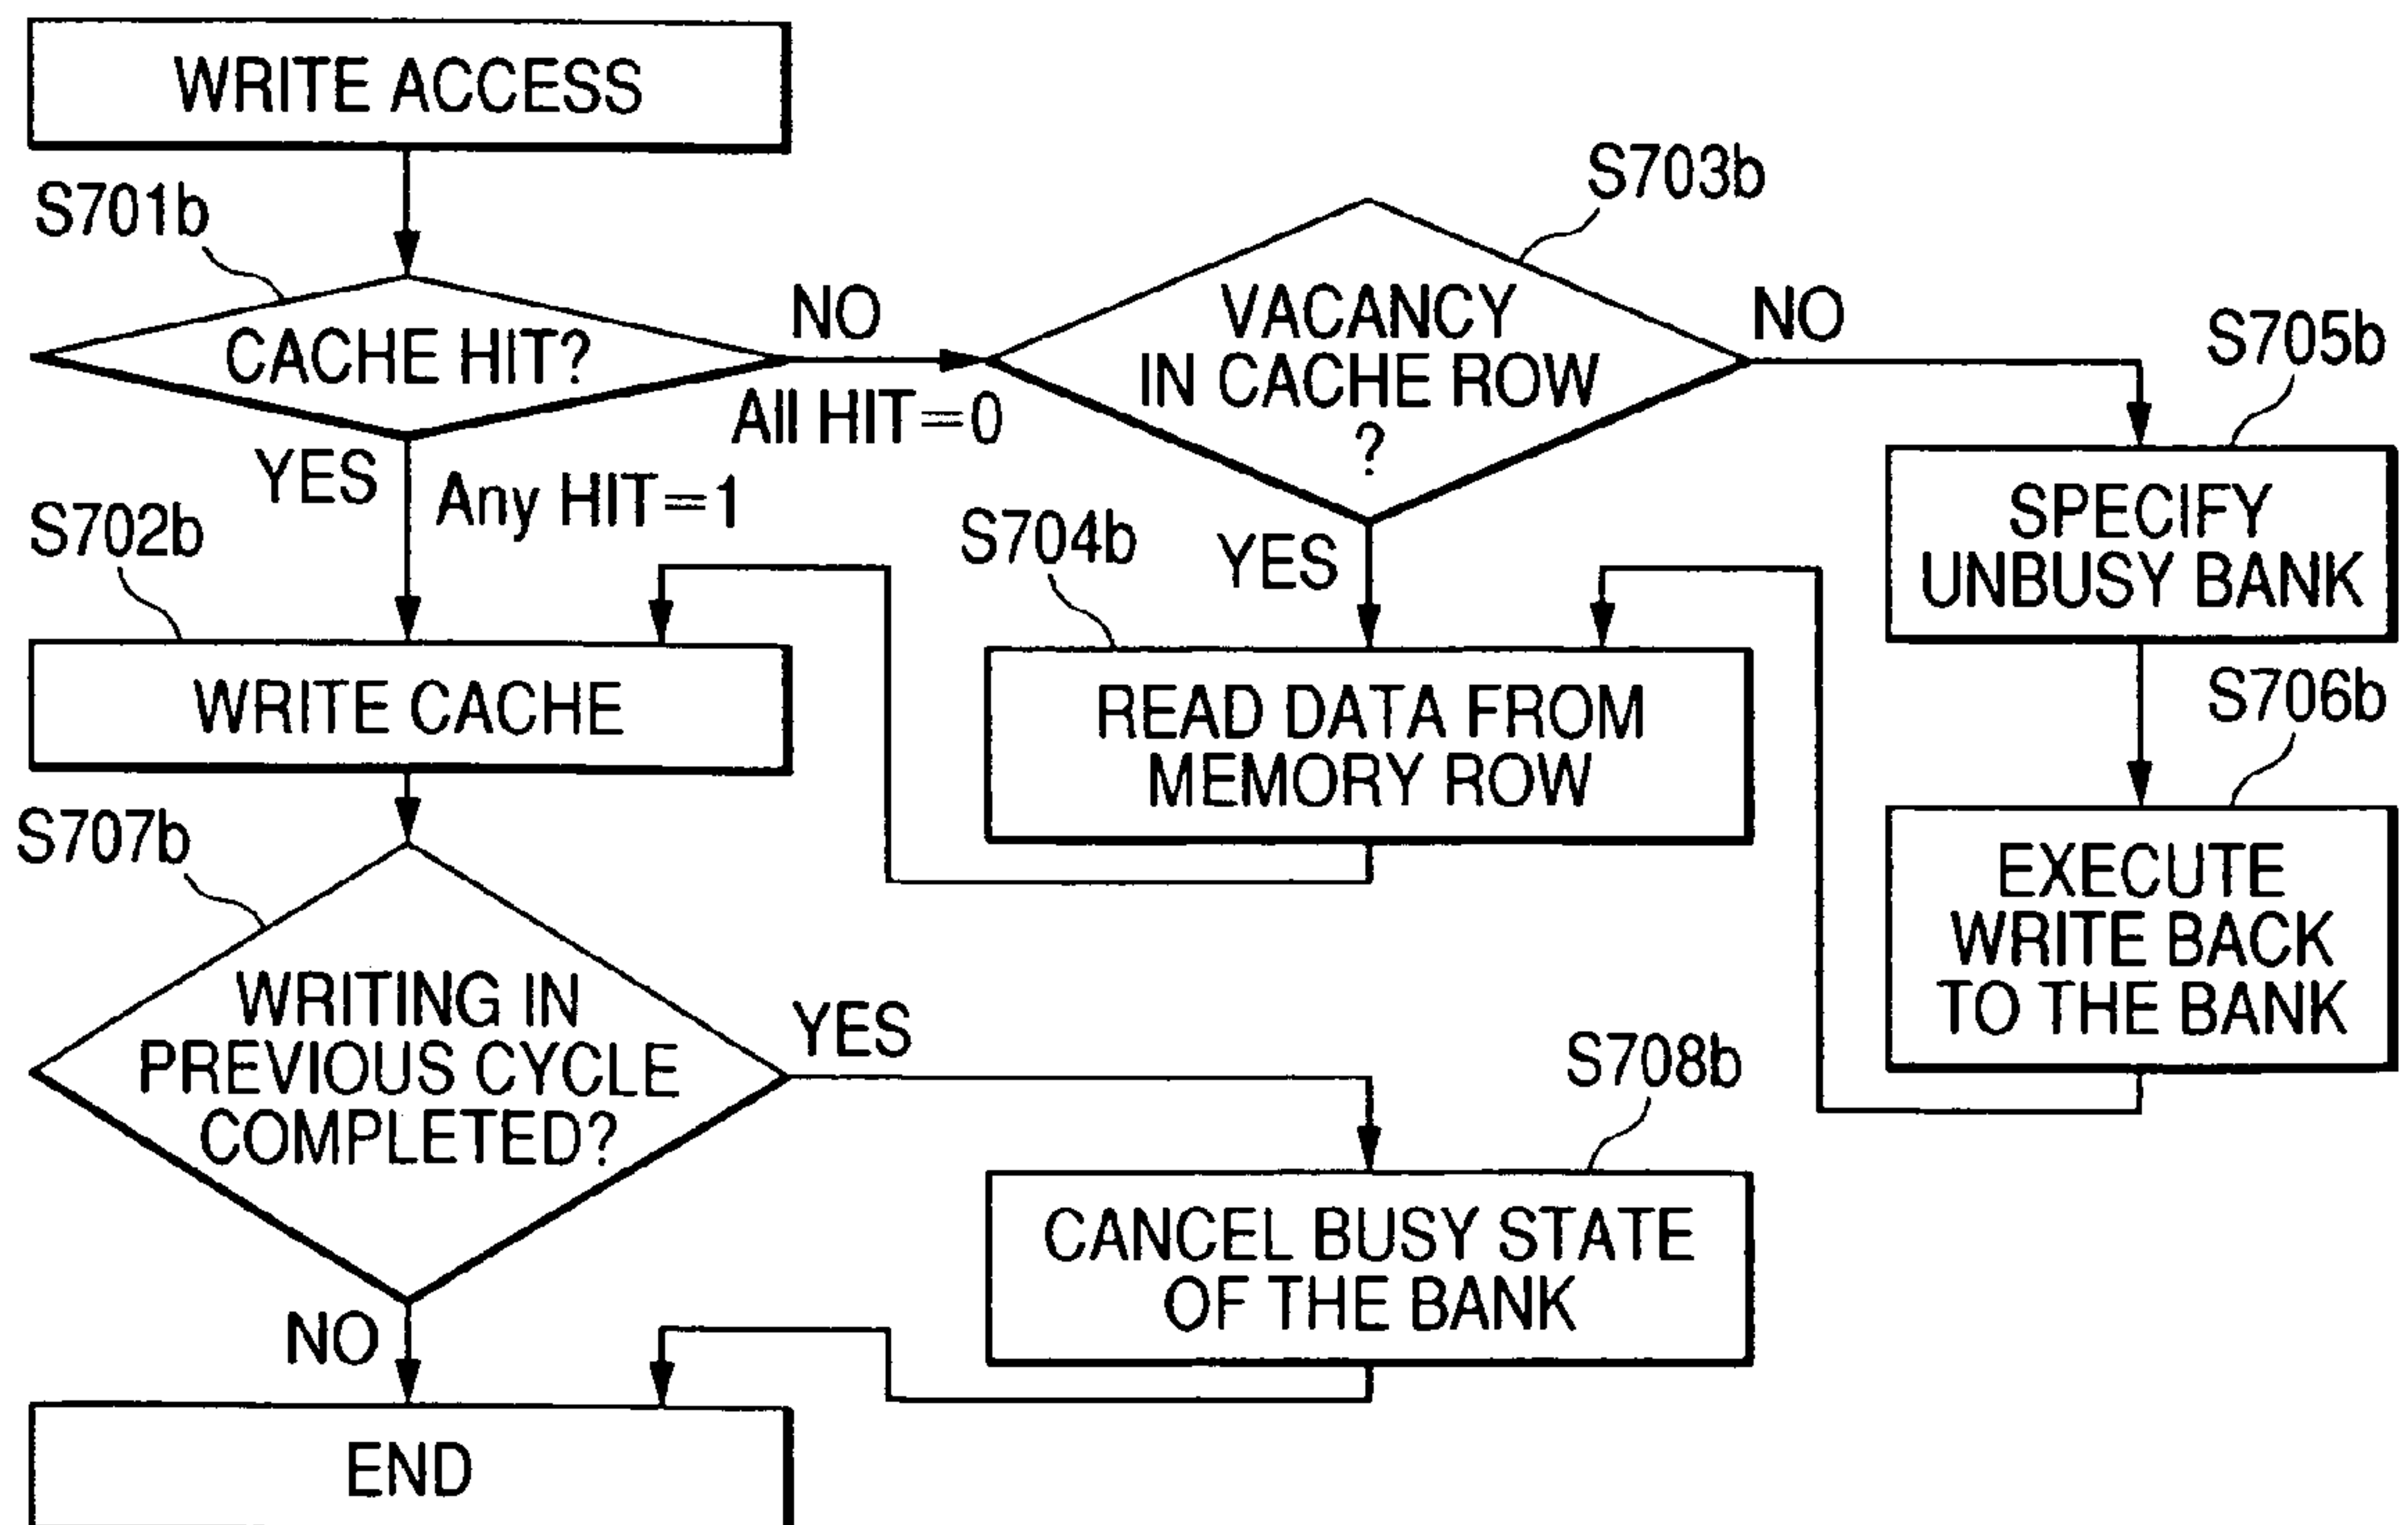 WRITE ACCESS
S701b
CACHE HIT?
NO
All HIT=0
YES
Any HIT=1
S703b
VACANCY
IN CACHE ROW
?
NO
YES
S705b
SPECIFY
UNBUSY BANK
S706b
EXECUTE
WRITE BACK
TO THE BANK
S704b
READ DATA FROM
MEMORY ROW
S702b
WRITE CACHE
S707b
WRITING IN
PREVIOUS CYCLE
COMPLETED?
YES
NO
S708b
CANCEL BUSY STATE
OF THE BANK
END